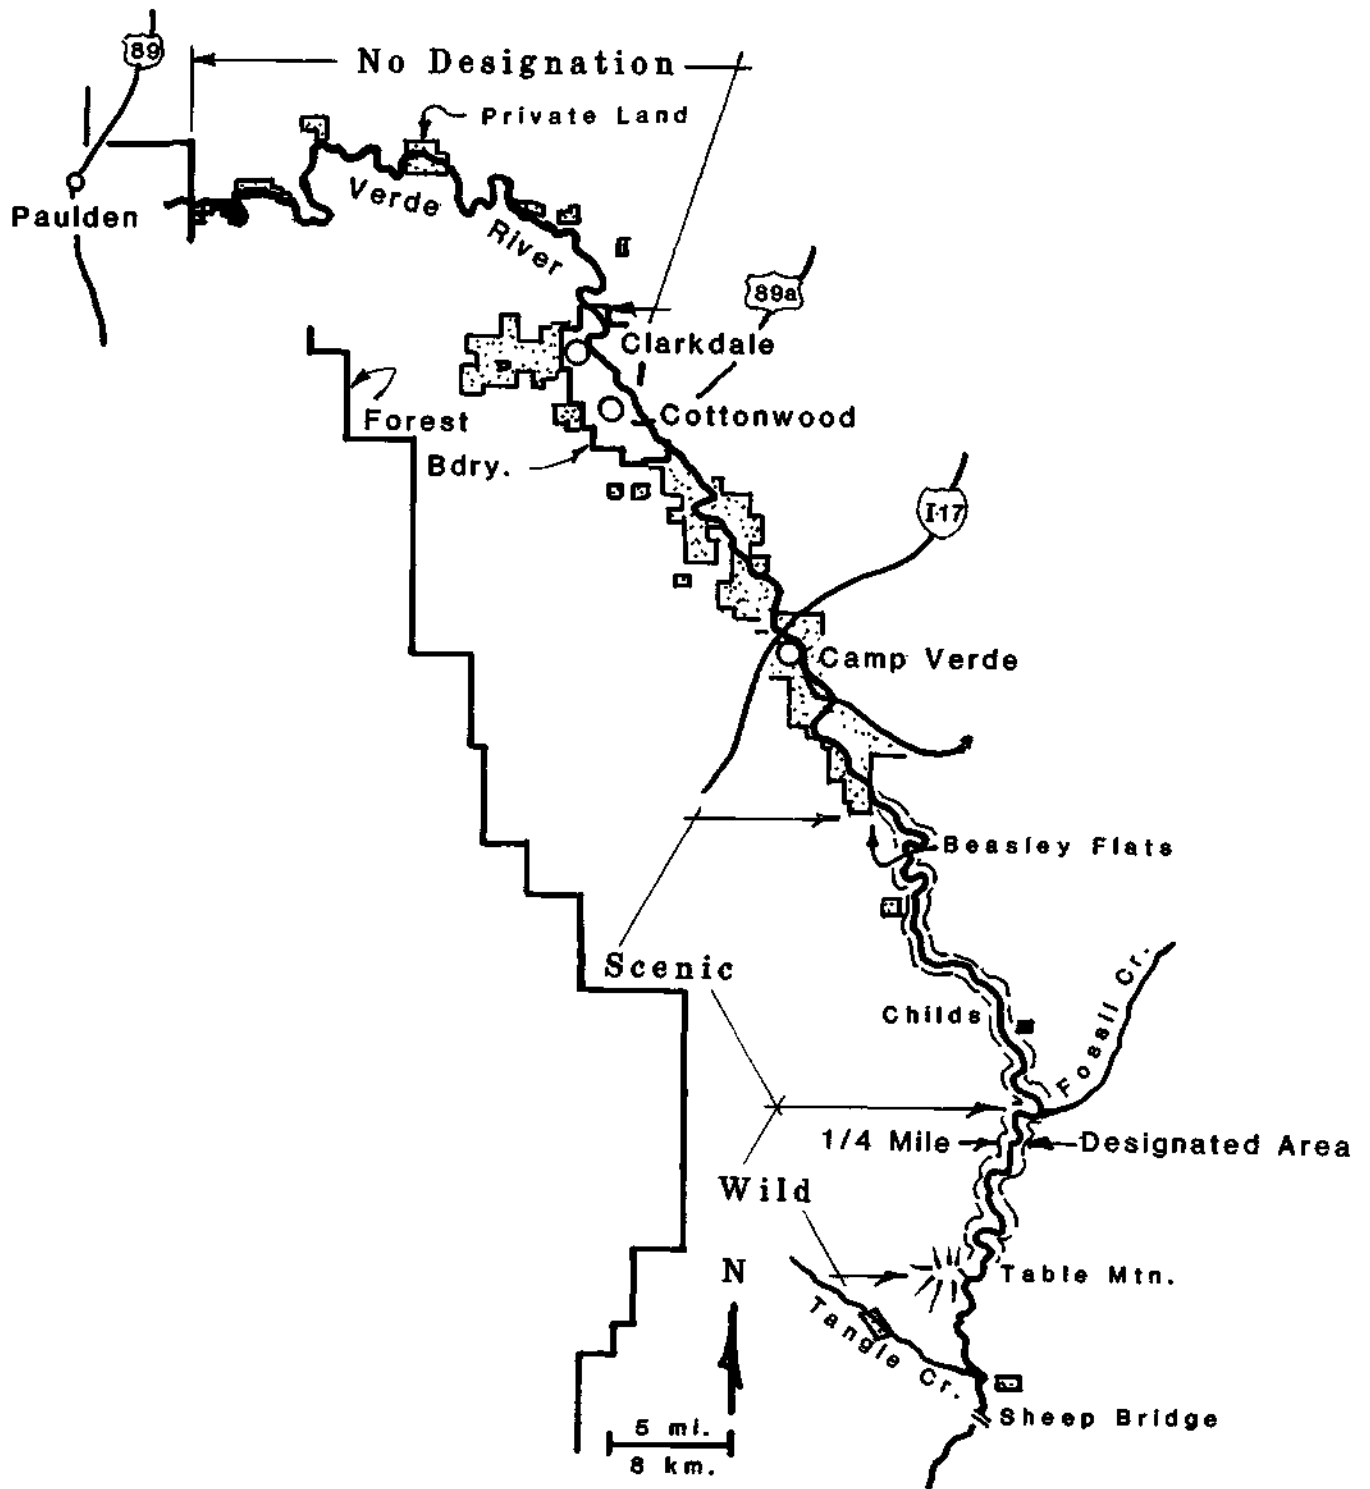 89
No Designation
Private Land
Paulden
Verde
River
89a
Clarkdale
Forest
Cottonwood
Bdry.
I-17
Camp Verde
Beasley Flats
Scenic
Childs
Fossil Cr.
1/4 Mile
Designated Area
Wild
N
Table Mtn.
Tangle Cr.
Sheep Bridge
5 mi.
8 km.